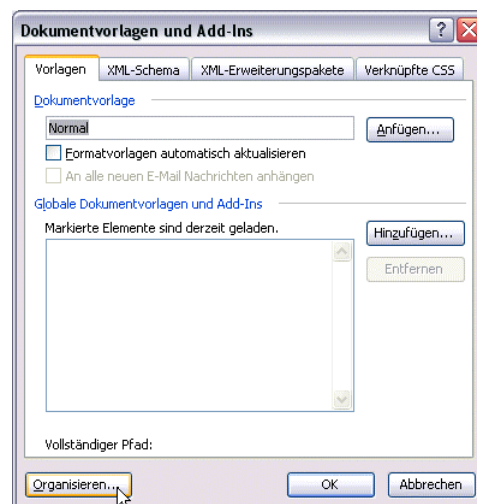 Dokumentvorlagen und Add-Ins ?
Vorlagen XML-Schema XML-Erweiterungspakete Verknüpfte CSS
Dokumentvorlage
Normal Anfügen...
Formatvorlagen automatisch aktualisieren
An alle neuen E-Mail Nachrichten anhängen
Globale Dokumentvorlagen und Add-Ins
Markierte Elemente sind derzeit geladen. Hinzufügen...
Entfernen
Vollständiger Pfad:
Organisieren... OK Abbrechen